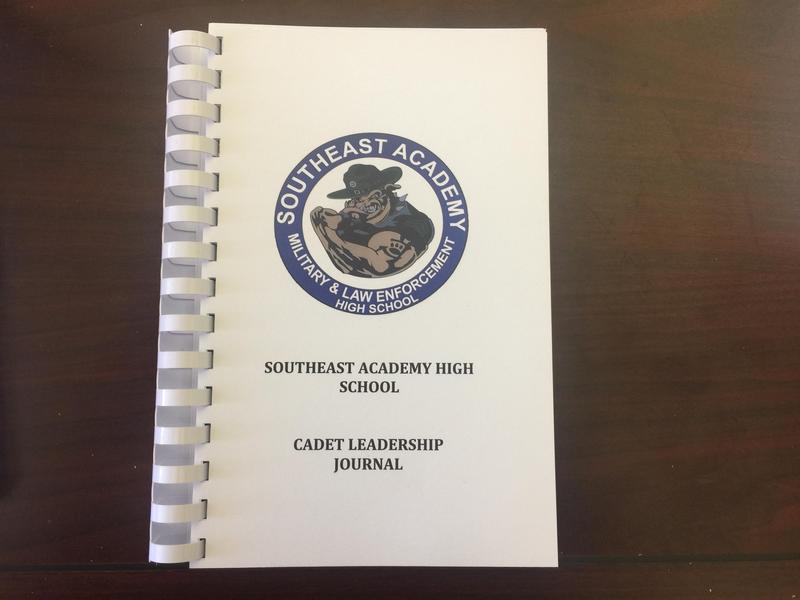 SOUTHEAST ACADEMY
MILITARY & LAW ENFORCEMENT
HIGH SCHOOL
SOUTHEAST ACADEMY HIGH
SCHOOL
CADET LEADERSHIP
JOURNAL